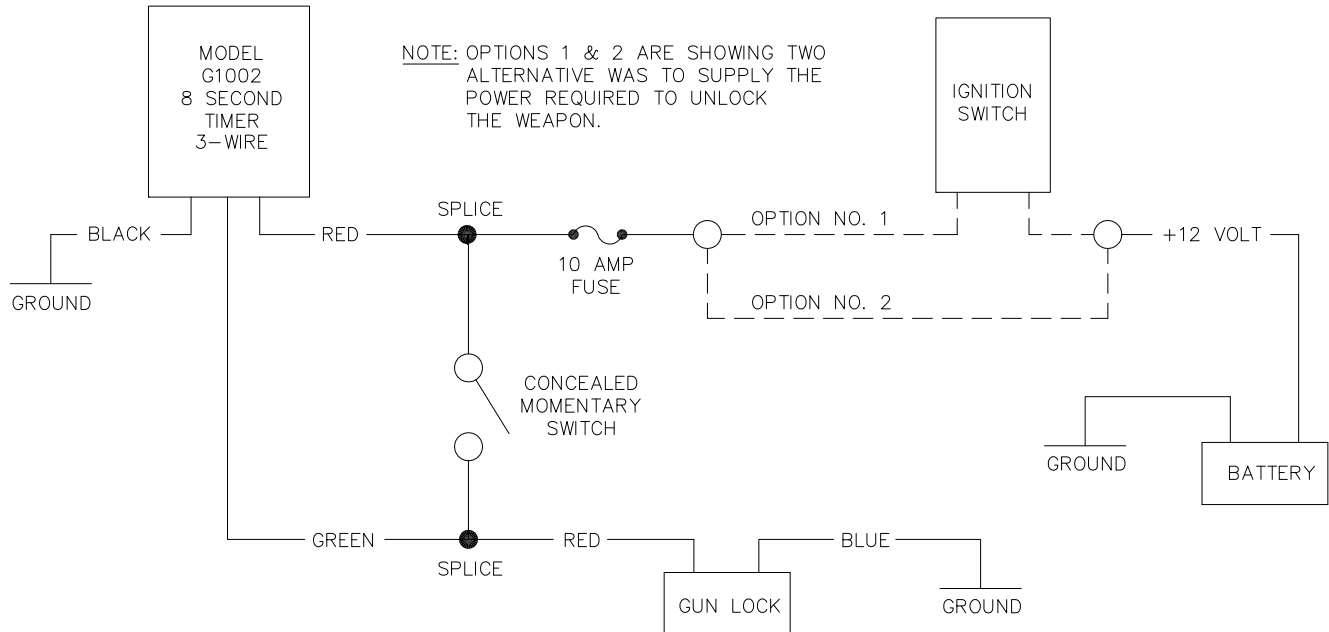 MODEL
G1002
8 SECOND
TIMER
3-WIRE
NOTE: OPTIONS 1 & 2 ARE SHOWING TWO
ALTERNATIVE WAS TO SUPPLY THE
POWER REQUIRED TO UNLOCK
THE WEAPON.
IGNITION
SWITCH
BLACK
RED
SPLICE
10 AMP
FUSE
OPTION NO. 1
+12 VOLT
GROUND
OPTION NO. 2
CONCEALED
MOMENTARY
SWITCH
GROUND
BATTERY
GREEN
SPLICE
RED
BLUE
GUN LOCK
GROUND